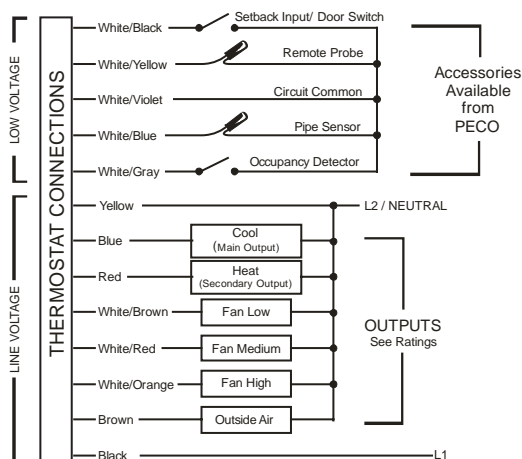 LOW VOLTAGE
LINE VOLTAGE
THERMOSTAT CONNECTIONS
White/Black
Setback Input/ Door Switch
White/Yellow
Remote Probe
White/Violet
Circuit Common
White/Blue
Pipe Sensor
White/Gray
Occupancy Detector
Accessories
Available
from
PECO
Yellow
L2 / NEUTRAL
Blue
Cool
(Main Output)
Red
Heat
(Secondary Output)
White/Brown
Fan Low
White/Red
Fan Medium
White/Orange
Fan High
Brown
Outside Air
OUTPUTS
See Ratings
Black
L1